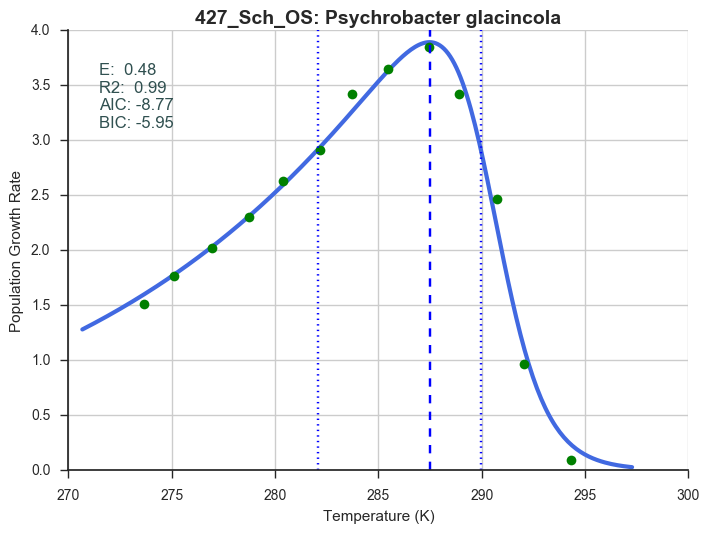 427_Sch_OS: Psychrobacter glacincola
E:  0.48
R2:  0.99
AIC: -8.77
BIC: -5.95
Population Growth Rate
4.0
3.5
3.0
2.5
2.0
1.5
1.0
0.5
0.0
270 275 280 285 290 295 300
Temperature (K)